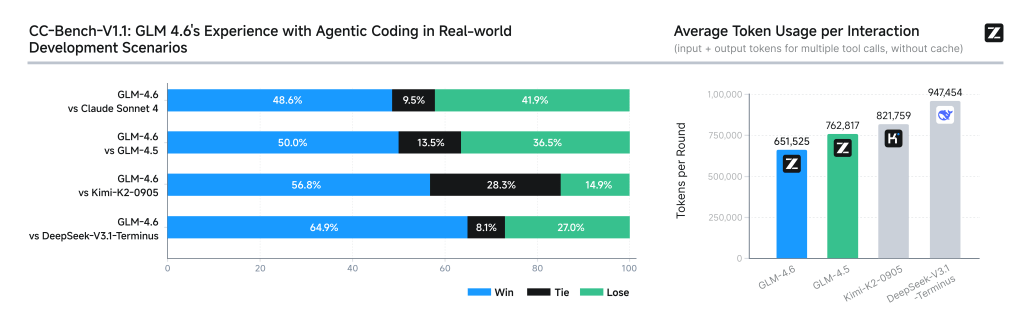 CC-Bench-V1.1: GLM 4.6's Experience with Agentic Coding in Real-world
Development Scenarios
GLM-4.6
vs Claude Sonnet 4
48.6%
9.5%
41.9%
GLM-4.6
vs GLM-4.5
50.0%
13.5%
36.5%
GLM-4.6
vs Kimi-K2-0905
56.8%
28.3%
14.9%
GLM-4.6
vs DeepSeek-V3.1-Terminus
64.9%
8.1%
27.0%
0
20
40
60
80
100
Win
Tie
Lose
Average Token Usage per Interaction
(input + output tokens for multiple tool calls, without cache)
Z
Tokens per Round
1,00,000
750,000
500,000
250,000
0
651,525
762,817
821,759
947,454
Z
Z
K
GLM-4.6
GLM-4.5
Kimi-K2-0905
DeepSeek-V3.1
-Terminus